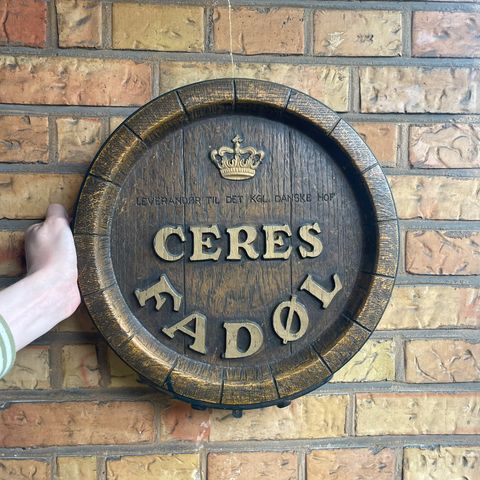 LEVERANDØR TIL DET KGL. DANSKE HOF
CERES
FADØL